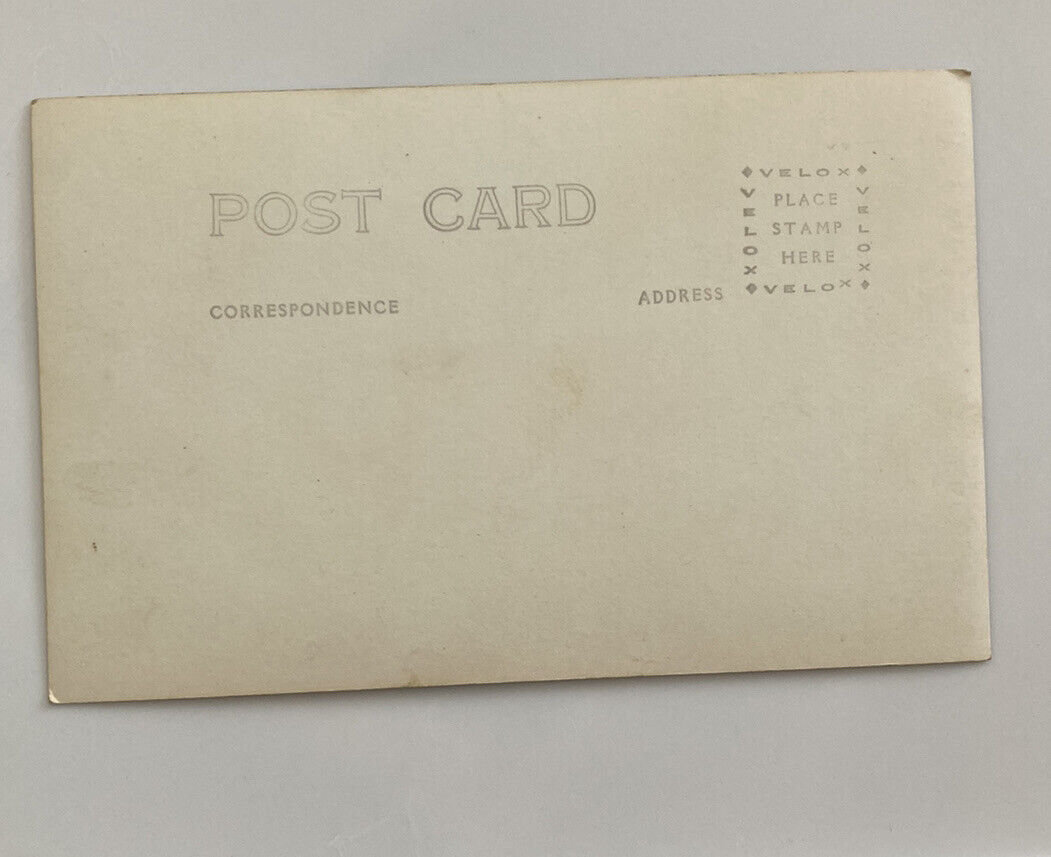 POST CARD
CORRESPONDENCE
ADDRESS
◆VELOX◆
VELOX
PLACE
STAMP
HERE
VELOX
◆VELOX◆